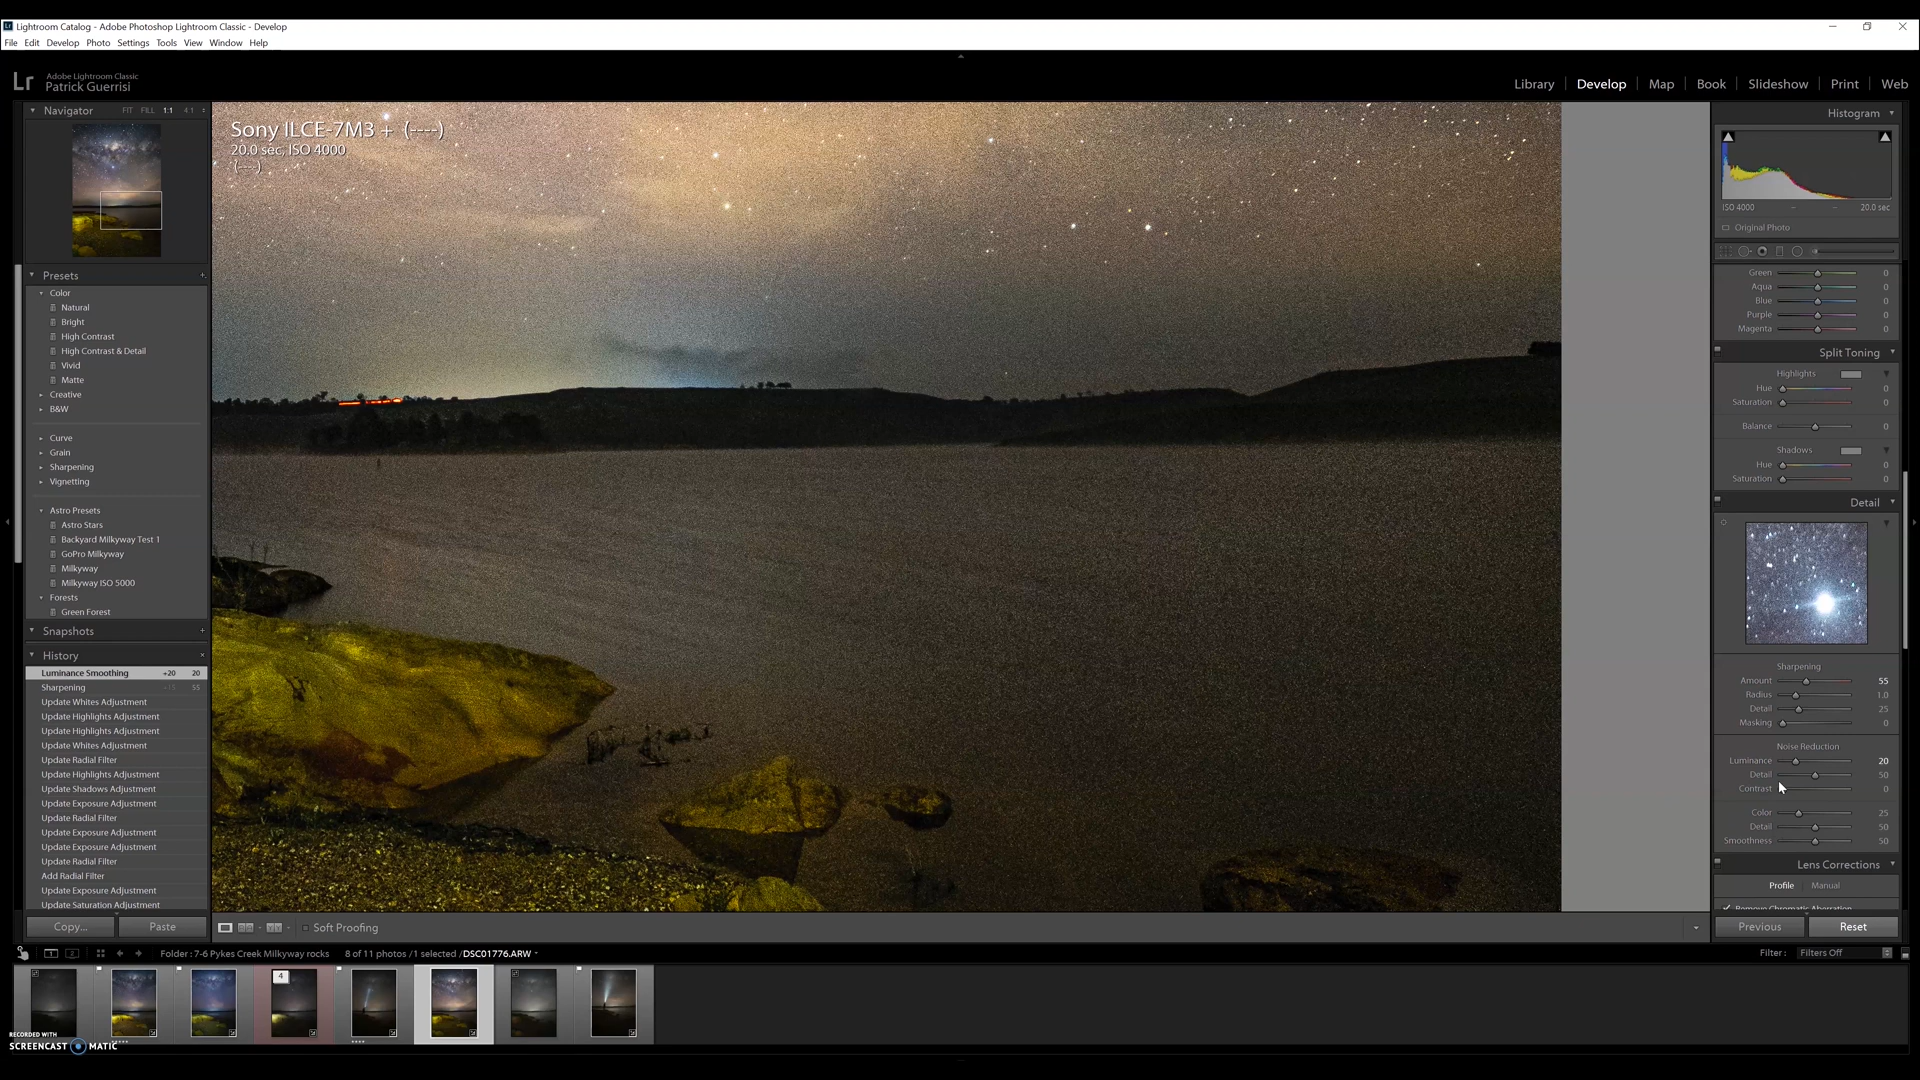 Lightroom Catalog - Adobe Photoshop Lightroom Classic - Develop
File Edit Develop Photo Settings Tools View Window Help
Lr Adobe Lightroom Classic
Patrick Guerrisi
Library Develop Map Book Slideshow Print Web
Navigator FIT FILL 1:1 4:1
Presets
Color
Natural
Bright
High Contrast
High Contrast & Detail
Vivid
Matte
Creative
B&W
Curve
Grain
Sharpening
Vignetting
Astro Presets
Astro Stars
Backyard Milkyway Test 1
GoPro Milkyway
Milkyway
Milkyway ISO 5000
Forests
Green Forest
Snapshots
History
Luminance Smoothing +20 20
Sharpening +15 55
Update Whites Adjustment
Update Highlights Adjustment
Update Highlights Adjustment
Update Whites Adjustment
Update Radial Filter
Update Highlights Adjustment
Update Shadows Adjustment
Update Exposure Adjustment
Update Radial Filter
Update Exposure Adjustment
Update Exposure Adjustment
Update Radial Filter
Add Radial Filter
Update Exposure Adjustment
Update Saturation Adjustment
Copy... Paste
Sony ILCE-7M3 + (----)
20.0 sec, ISO 4000
(----)
Soft Proofing
Histogram
ISO 4000 – – 20.0 sec
Original Photo
Green 0
Aqua 0
Blue 0
Purple 0
Magenta 0
Split Toning
Highlights
Hue 0
Saturation 0
Balance 0
Shadows
Hue 0
Saturation 0
Detail
Sharpening
Amount 55
Radius 1.0
Detail 25
Masking 0
Noise Reduction
Luminance 20
Detail 50
Contrast 0
Color 25
Detail 50
Smoothness 50
Lens Corrections
Profile Manual
Remove Chromatic Aberration
Previous Reset
1 2 Folder : 7-6 Pykes Creek Milkyway rocks 8 of 11 photos /1 selected /DSC01776.ARW
Filter : Filters Off
4
RECORDED WITH
SCREENCAST MATIC